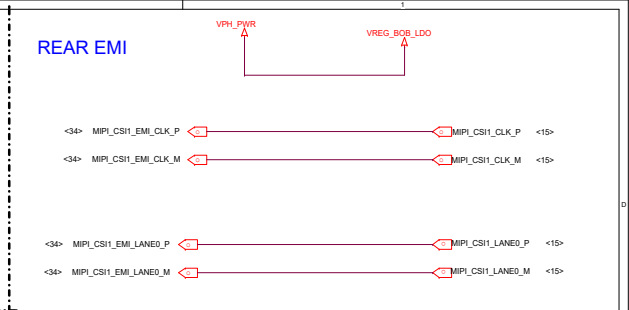 1
VPH_PWR
VREG_BOB_LDO
REAR EMI
<34> MIPI_CSI1_EMI_CLK_P MIPI_CSI1_CLK_P <15>
<34> MIPI_CSI1_EMI_CLK_M MIPI_CSI1_CLK_M <15>
D
<34> MIPI_CSI1_EMI_LANE0_P MIPI_CSI1_LANE0_P <15>
<34> MIPI_CSI1_EMI_LANE0_M MIPI_CSI1_LANE0_M <15>